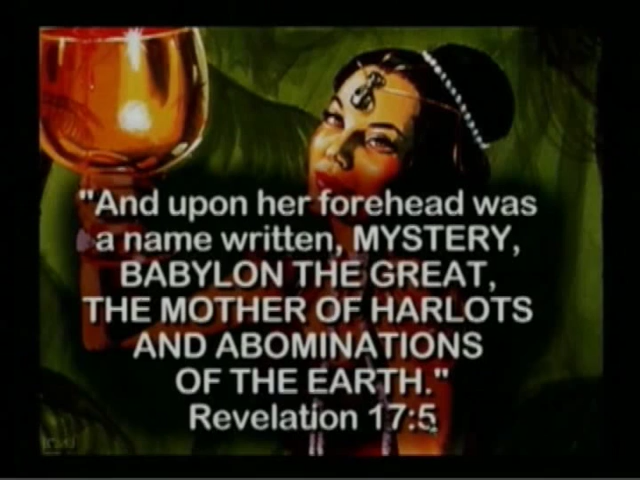 "And upon her forehead was
a name written, MYSTERY,
BABYLON THE GREAT,
THE MOTHER OF HARLOTS
AND ABOMINATIONS
OF THE EARTH."
Revelation 17:5